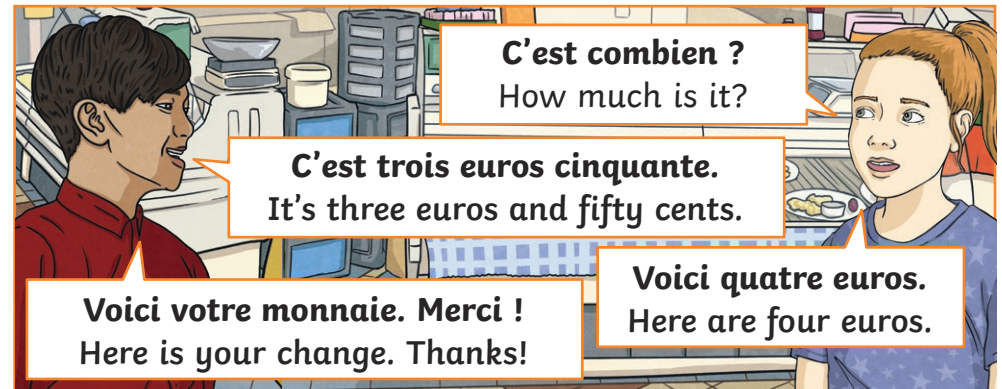 C’est combien ?
How much is it?
C’est trois euros cinquante.
It’s three euros and fifty cents.
Voici quatre euros.
Here are four euros.
Voici votre monnaie. Merci !
Here is your change. Thanks!